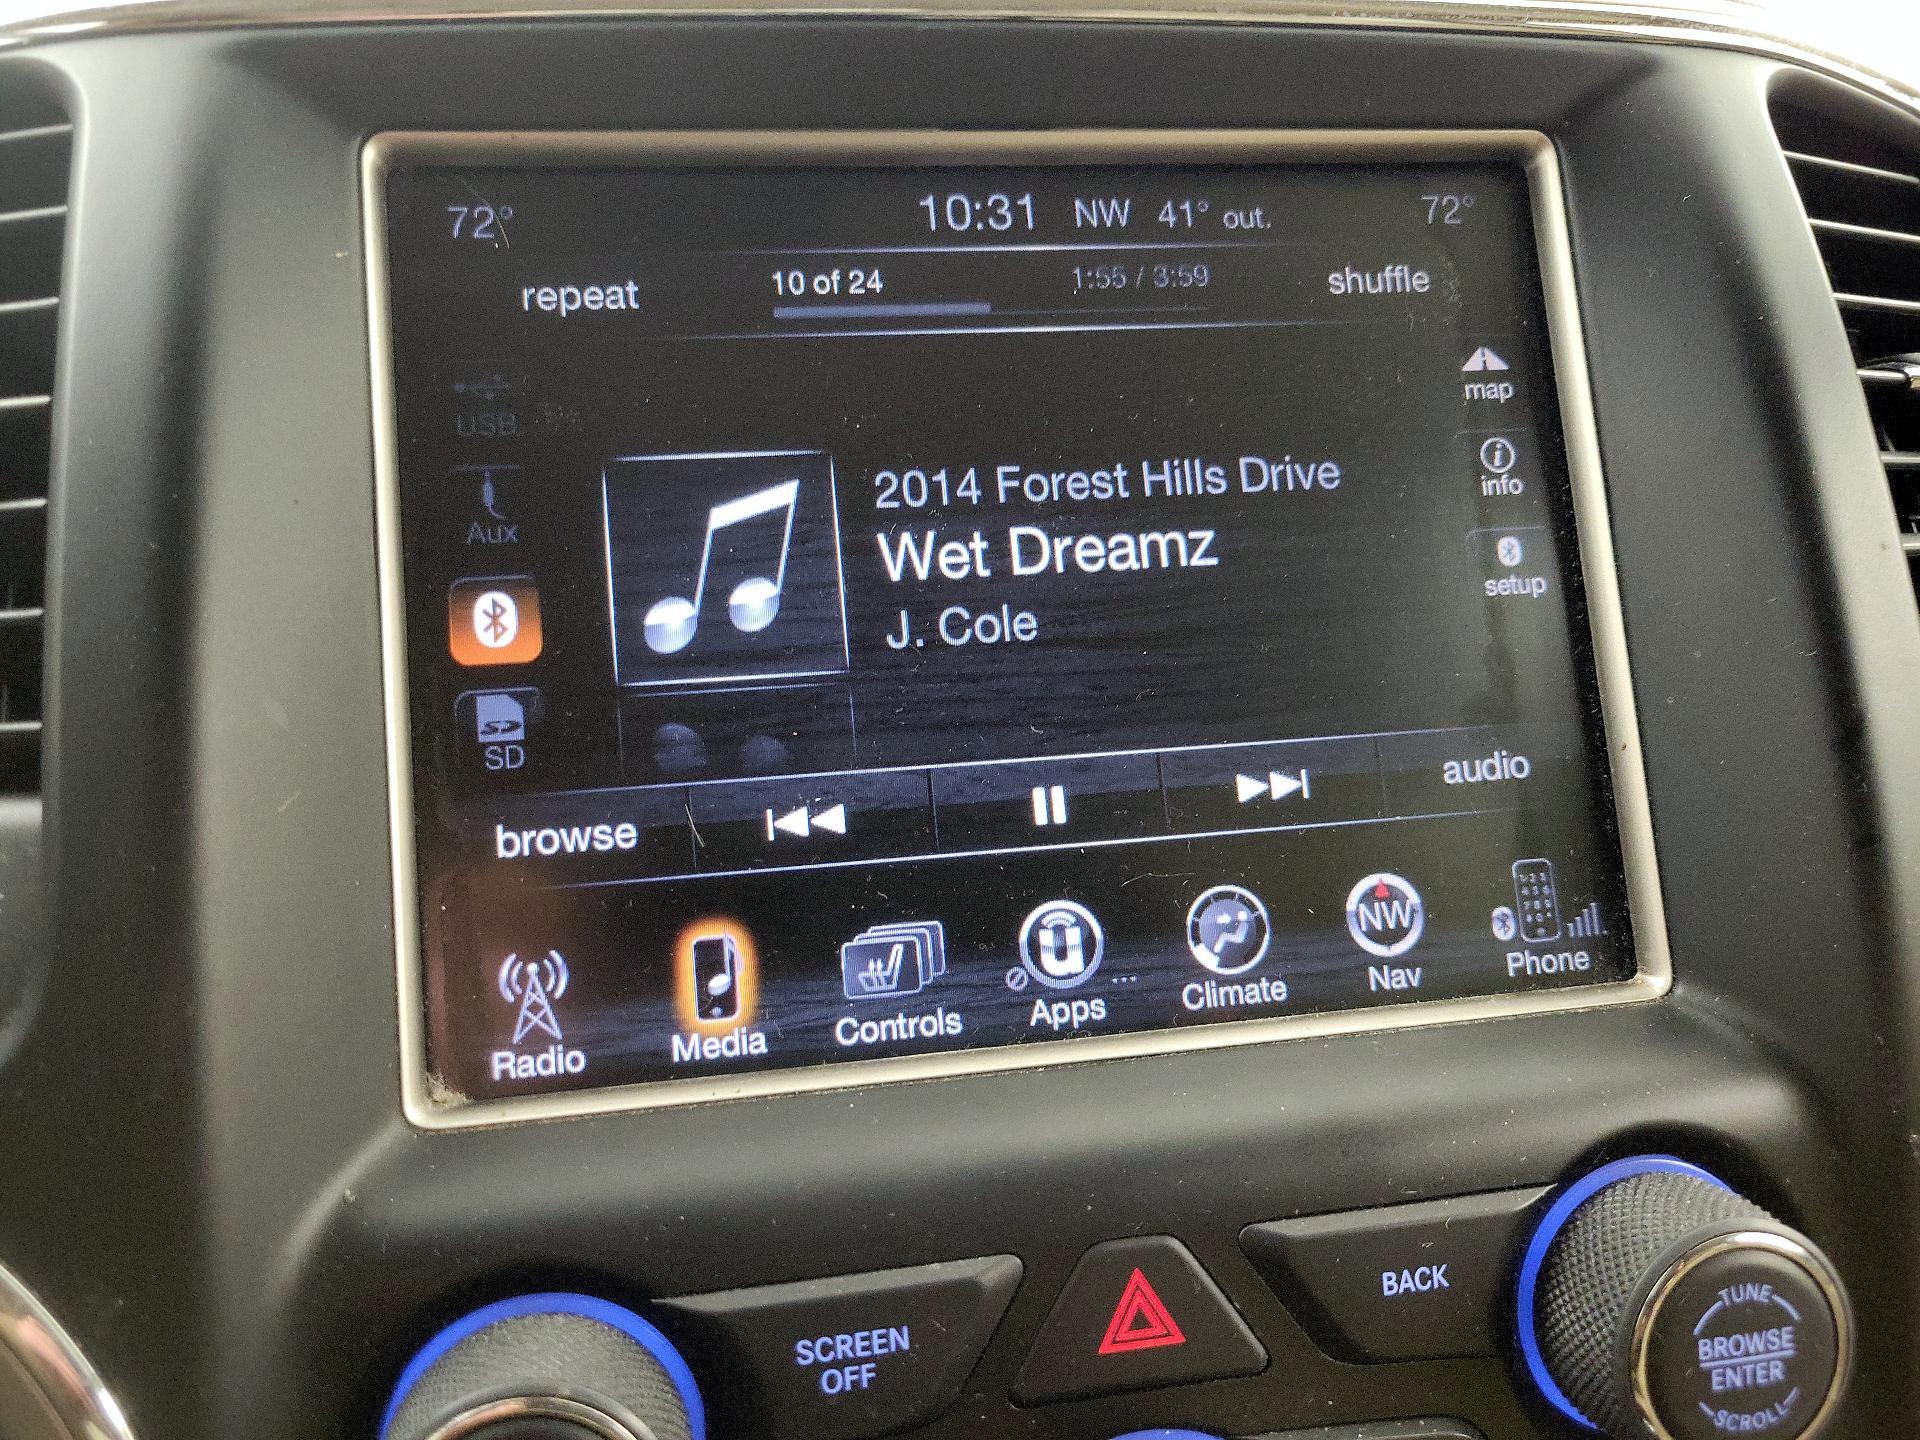 72° 10:31 NW 41° out. 72°
repeat 10 of 24 1:55 / 3:59 shuffle
map
USB
info
2014 Forest Hills Drive
Aux
Wet Dreamz
setup
J. Cole
SD
browse audio
NW
Radio Media Controls Apps Climate Nav Phone
SCREEN
OFF
BACK
TUNE
BROWSE
ENTER
SCROLL